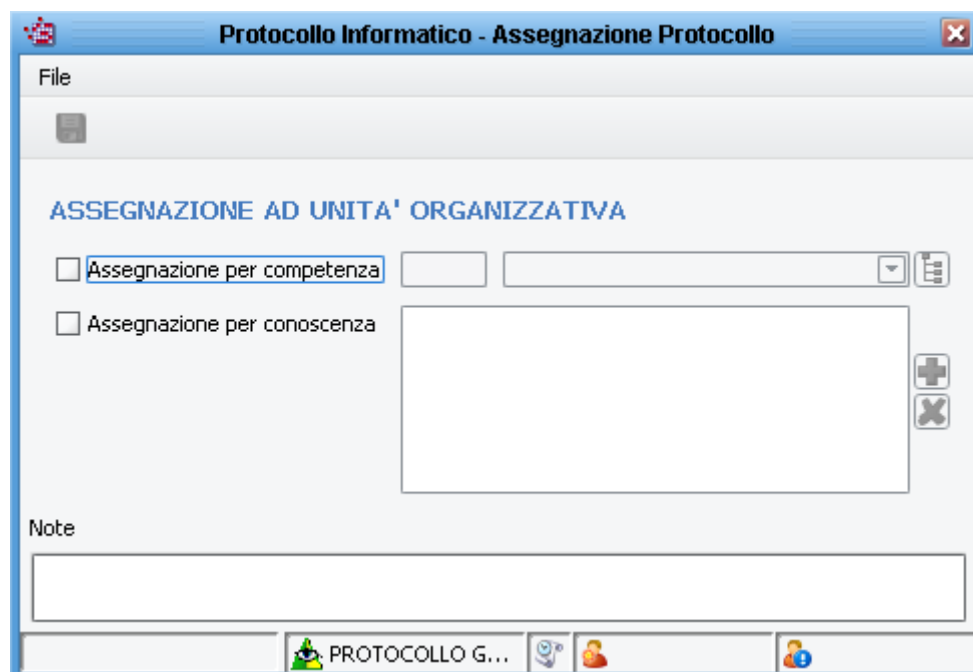 Protocollo Informatico - Assegnazione Protocollo
File
ASSEGNAZIONE AD UNITA' ORGANIZZATIVA
Assegnazione per competenza
Assegnazione per conoscenza
Note
PROTOCOLLO G...